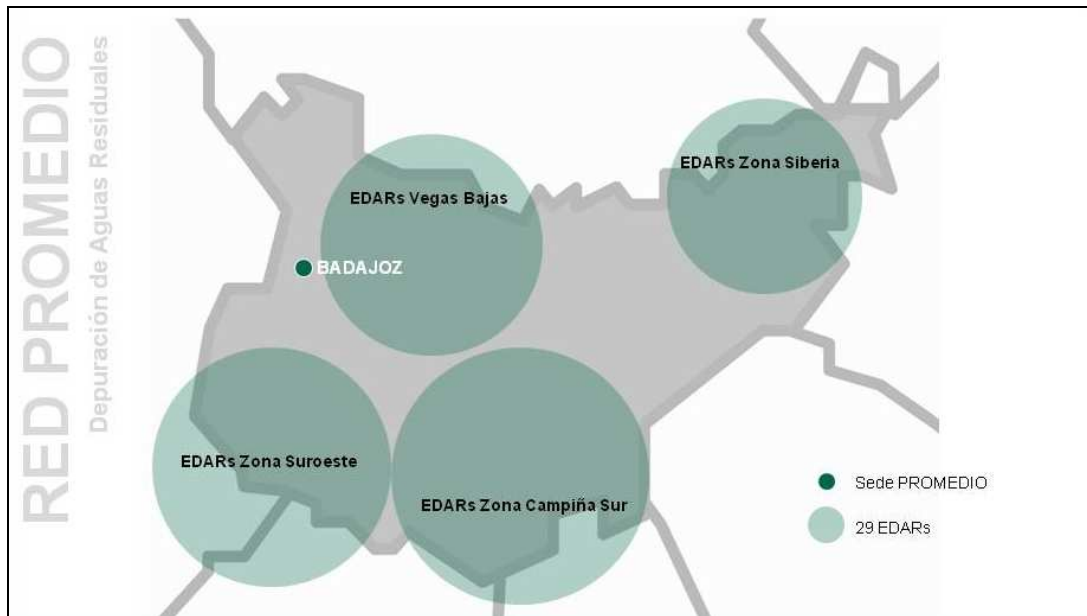 RED PROMEDIO
Depuración de Aguas Residuales
EDARs Zona Siberia
EDARs Vegas Bajas
BADAJOZ
EDARs Zona Suroeste
EDARs Zona Campiña Sur
Sede PROMEDIO
29 EDARs